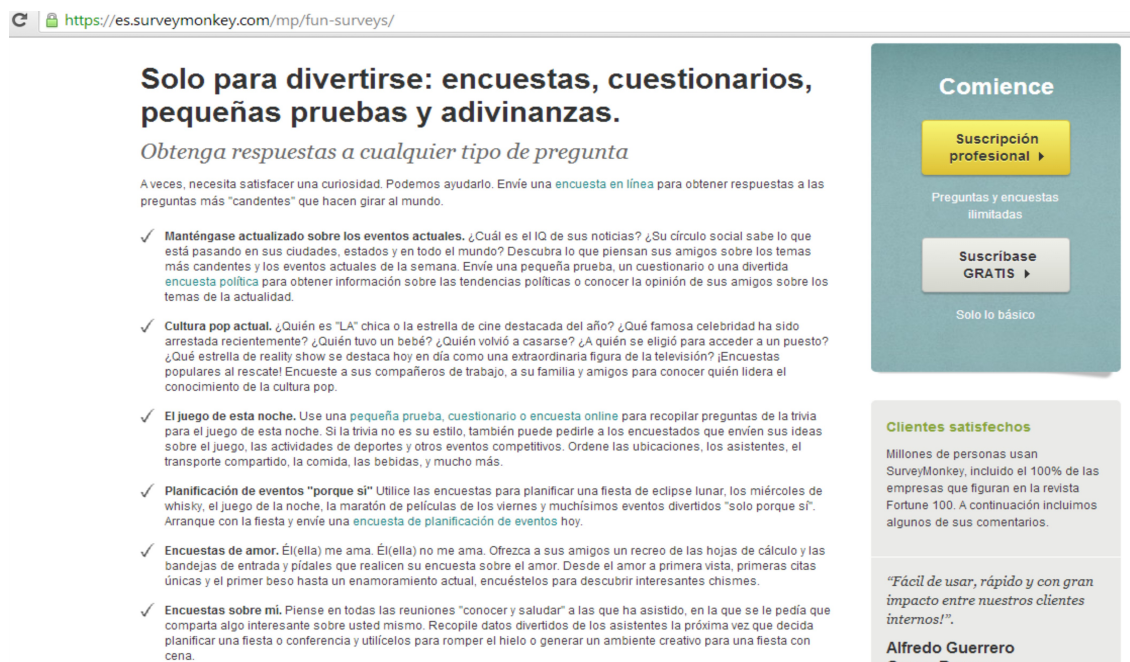 https://es.surveymonkey.com/mp/fun-surveys/
Solo para divertirse: encuestas, cuestionarios,
pequeñas pruebas y adivinanzas.
Obtenga respuestas a cualquier tipo de pregunta
A veces, necesita satisfacer una curiosidad. Podemos ayudarlo. Envíe una encuesta en línea para obtener respuestas a las
preguntas más "candentes" que hacen girar al mundo.
Manténgase actualizado sobre los eventos actuales. ¿Cuál es el IQ de sus noticias? ¿Su círculo social sabe lo que
está pasando en sus ciudades, estados y en todo el mundo? Descubra lo que piensan sus amigos sobre los temas
más candentes y los eventos actuales de la semana. Envíe una pequeña prueba, un cuestionario o una divertida
encuesta política para obtener información sobre las tendencias políticas o conocer la opinión de sus amigos sobre los
temas de la actualidad.
Cultura pop actual. ¿Quién es "LA" chica o la estrella de cine destacada del año? ¿Qué famosa celebridad ha sido
arrestada recientemente? ¿Quién tuvo un bebé? ¿Quién volvió a casarse? ¿A quién se eligió para acceder a un puesto?
¿Qué estrella de reality show se destaca hoy en día como una extraordinaria figura de la televisión? ¡Encuestas
populares al rescate! Encueste a sus compañeros de trabajo, a su familia y amigos para conocer quién lidera el
conocimiento de la cultura pop.
El juego de esta noche. Use una pequeña prueba, cuestionario o encuesta online para recopilar preguntas de la trivia
para el juego de esta noche. Si la trivia no es su estilo, también puede pedirle a los encuestados que envíen sus ideas
sobre el juego, las actividades de deportes y otros eventos competitivos. Ordene las ubicaciones, los asistentes, el
transporte compartido, la comida, las bebidas, y mucho más.
Planificación de eventos "porque sí" Utilice las encuestas para planificar una fiesta de eclipse lunar, los miércoles de
whisky, el juego de la noche, la maratón de películas de los viernes y muchísimos eventos divertidos "solo porque sí".
Arranque con la fiesta y envíe una encuesta de planificación de eventos hoy.
Encuestas de amor. Él(ella) me ama. Él(ella) no me ama. Ofrezca a sus amigos un recreo de las hojas de cálculo y las
bandejas de entrada y pídales que realicen su encuesta sobre el amor. Desde el amor a primera vista, primeras citas
únicas y el primer beso hasta un enamoramiento actual, encuéstelos para descubrir interesantes chismes.
Encuestas sobre mí. Piense en todas las reuniones "conocer y saludar" a las que ha asistido, en la que se le pedía que
comparta algo interesante sobre usted mismo. Recopile datos divertidos de los asistentes la próxima vez que decida
planificar una fiesta o conferencia y utilícelos para romper el hielo o generar un ambiente creativo para una fiesta con
cena.
Comience
Suscripción
profesional
Preguntas y encuestas
ilimitadas
Suscríbase
GRATIS
Solo lo básico
Clientes satisfechos
Millones de personas usan
SurveyMonkey, incluido el 100% de las
empresas que figuran en la revista
Fortune 100. A continuación incluimos
algunos de sus comentarios.
“Fácil de usar, rápido y con gran
impacto entre nuestros clientes
internos!”.
Alfredo Guerrero